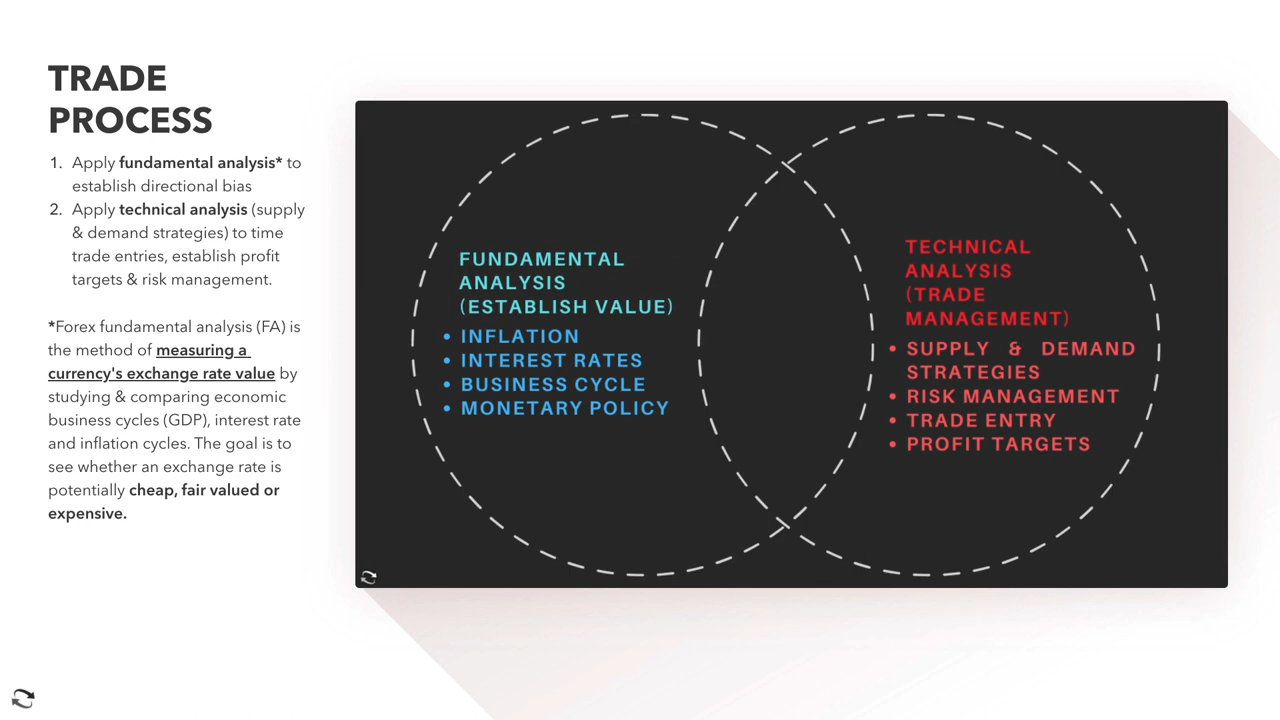 TRADE
PROCESS
1. Apply fundamental analysis* to
establish directional bias
2. Apply technical analysis (supply
& demand strategies) to time
trade entries, establish profit
targets & risk management.
*Forex fundamental analysis (FA) is
the method of measuring a
currency's exchange rate value by
studying & comparing economic
business cycles (GDP), interest rate
and inflation cycles. The goal is to
see whether an exchange rate is
potentially cheap, fair valued or
expensive.
FUNDAMENTAL
ANALYSIS
(ESTABLISH VALUE)
• INFLATION
• INTEREST RATES
• BUSINESS CYCLE
• MONETARY POLICY
TECHNICAL
ANALYSIS
(TRADE
MANAGEMENT)
• SUPPLY & DEMAND
STRATEGIES
• RISK MANAGEMENT
• TRADE ENTRY
• PROFIT TARGETS